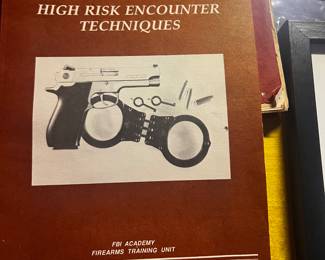 HIGH RISK ENCOUNTER
TECHNIQUES
FBI ACADEMY
FIREARMS TRAINING UNIT